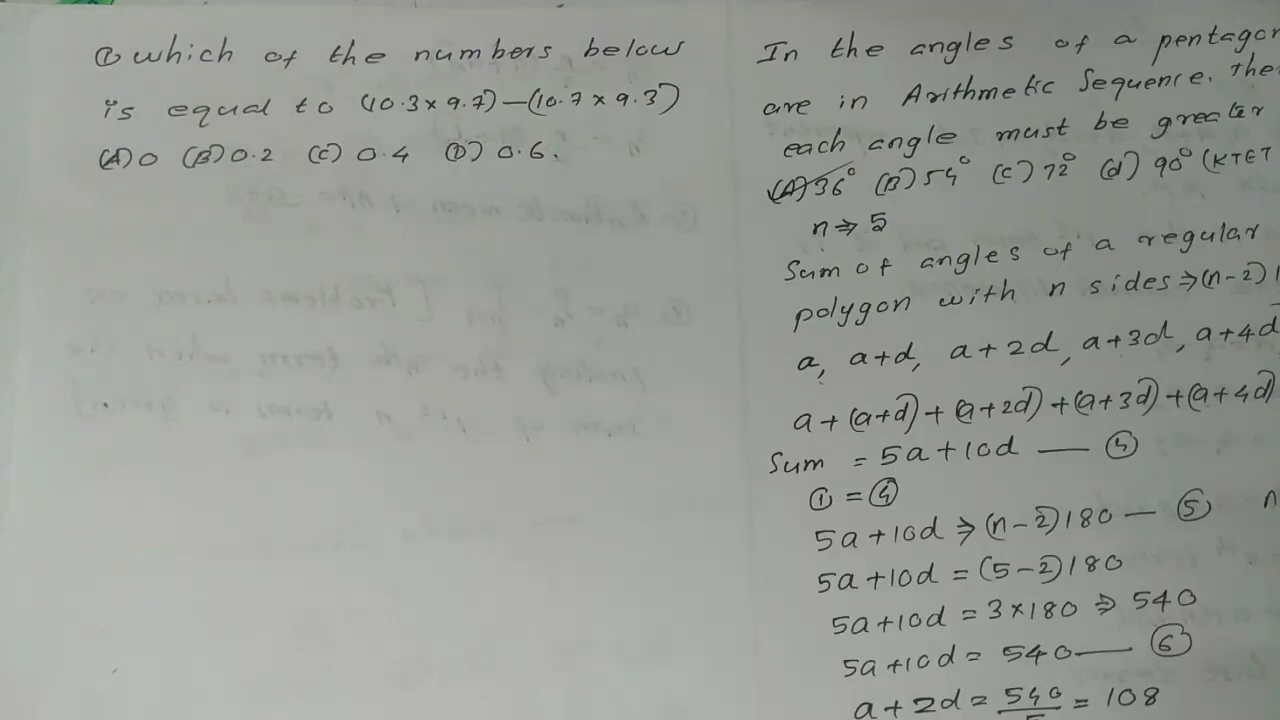 ① which of the numbers below
is equal to (10.3 x 9.7) – (10.7 x 9.3)
(A) 0 (B) 0.2 (C) 0.4 (D) 0.6.
In the angles of a pentagon
are in Arithmetic Sequence. The
each angle must be greater
(A) 36° (B) 54° (C) 72° (d) 90° (KTET
n ⇒ 5
Sum of angles of a regular
polygon with n sides ⇒ (n-2) 1
a, a+d, a+2d, a+3d, a+4d
a + (a+d) + (a+2d) + (a+3d) + (a+4d)
Sum = 5a + 10d — ④
① = ④
5a + 10d ⇒ (n-2) 180 — ⑤ n
5a + 10d = (5-2) 180
5a + 10d = 3 x 180 ⇒ 540
5a + 10d = 540 — ⑥
a + 2d = 540/5 = 108